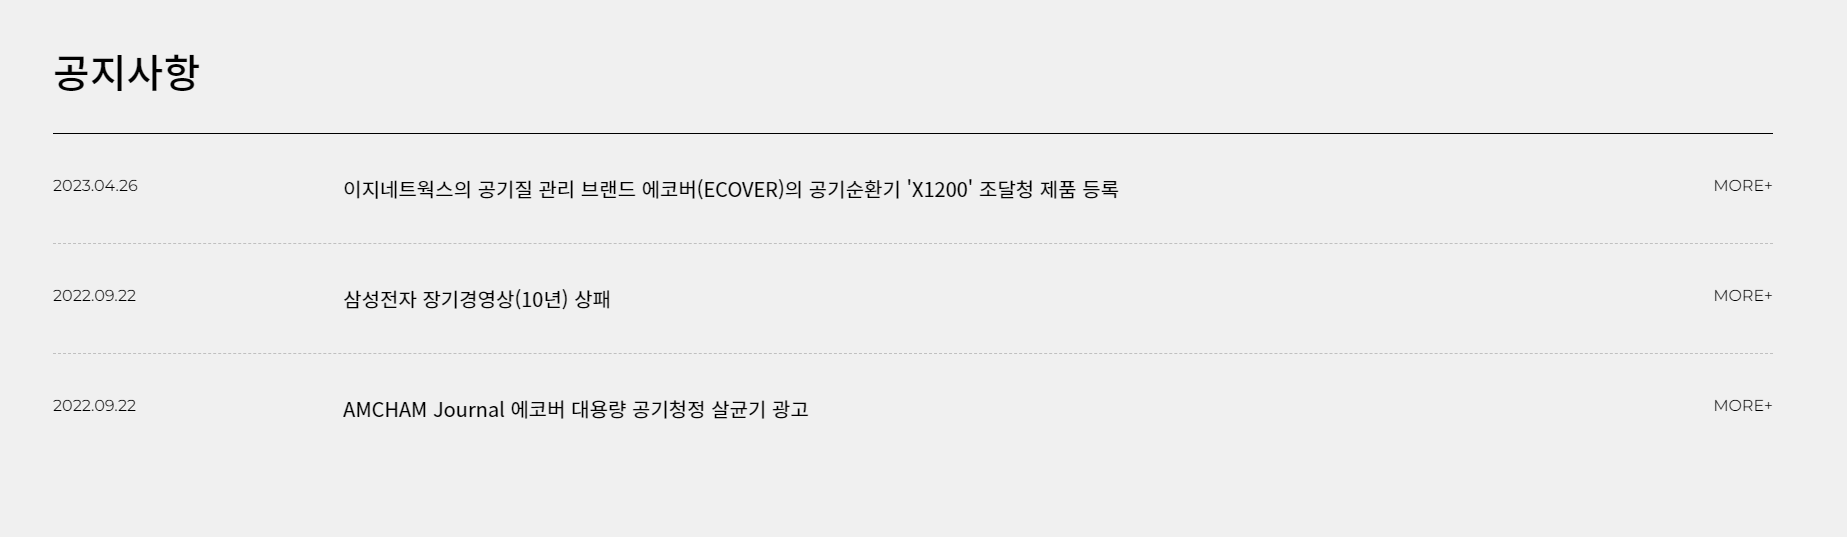 공지사항
2023.04.26 이지네트웍스의 공기질 관리 브랜드 에코버(ECOVER)의 공기순환기 'X1200' 조달청 제품 등록 MORE+
2022.09.22 삼성전자 장기경영상(10년) 상패 MORE+
2022.09.22 AMCHAM Journal 에코버 대용량 공기청정 살균기 광고 MORE+